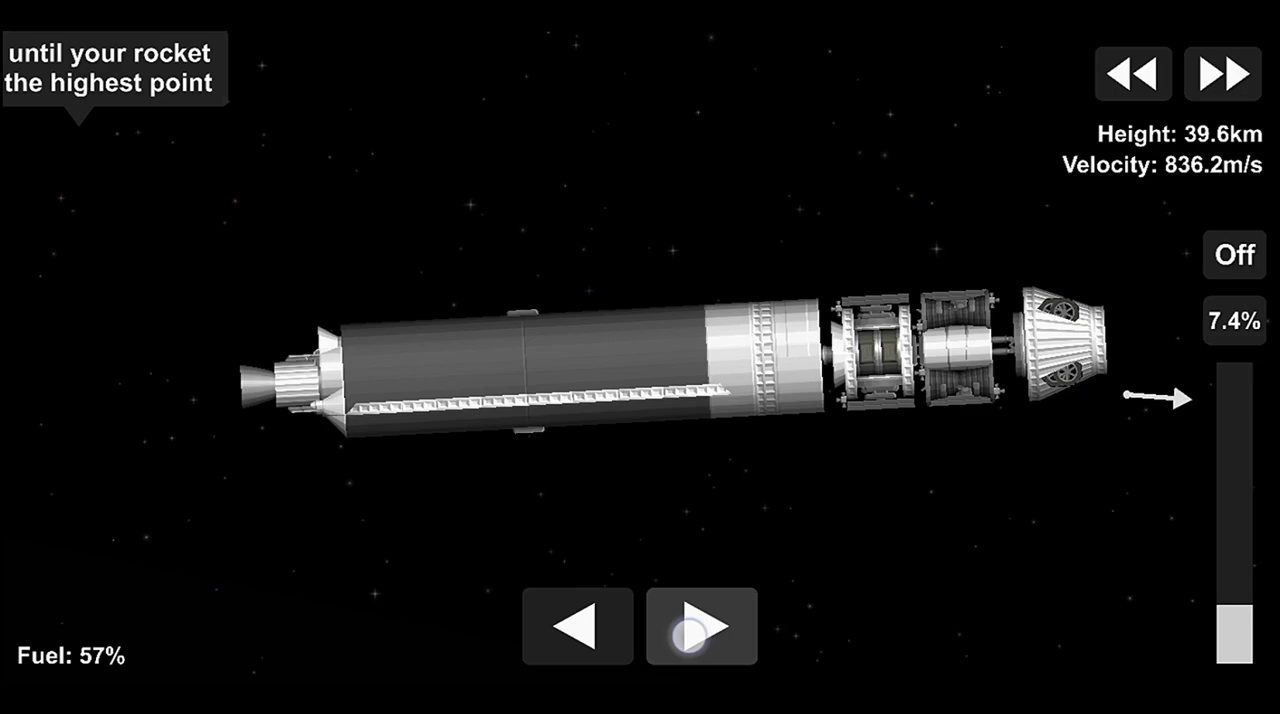 until your rocket
the highest point
Height: 39.6km
Velocity: 836.2m/s
Off
7.4%
Fuel: 57%